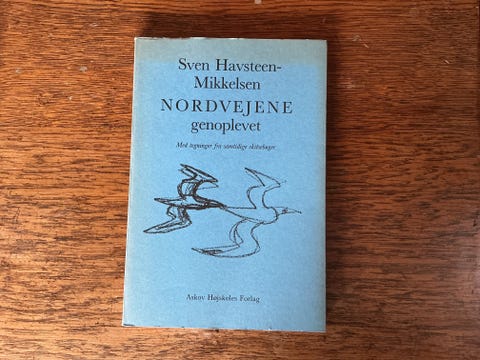 Sven Havsteen-
Mikkelsen
NORDVEJENE
genoplevet
Med tegninger fra samtidige skitsebøger
Askov Højskoles Forlag